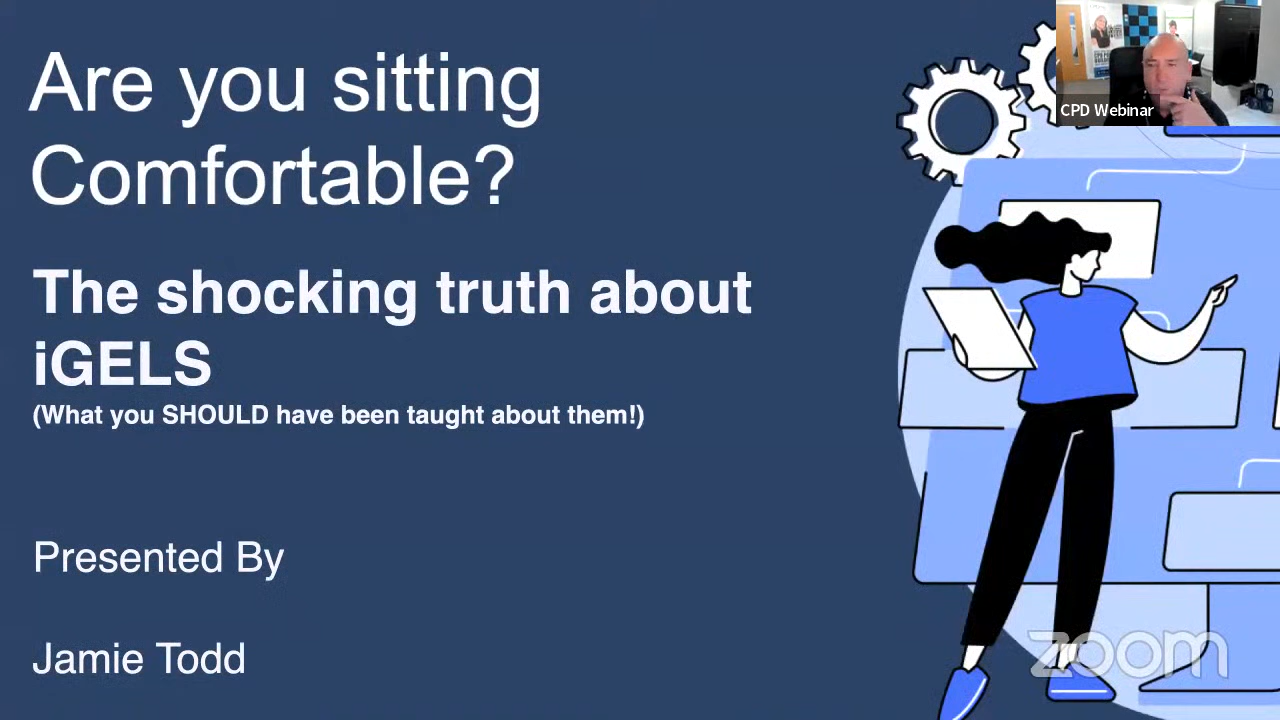 Are you sitting
Comfortable?
The shocking truth about
iGELS
(What you SHOULD have been taught about them!)
Presented By
Jamie Todd
CPD Webinar
zoom